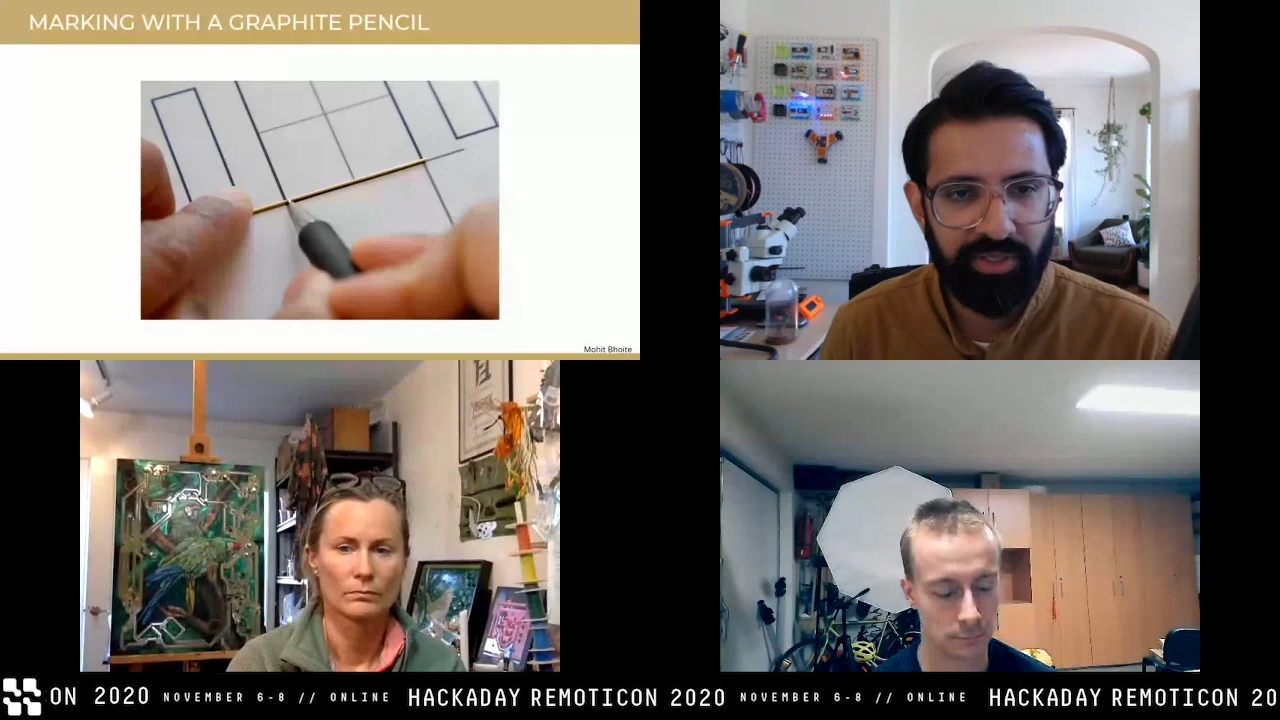 MARKING WITH A GRAPHITE PENCIL
Mohit Bhoite
ON 2020 NOVEMBER 6-8 // ONLINE HACKADAY REMOTICON 2020 NOVEMBER 6-8 // ONLINE HACKADAY REMOTICON 20